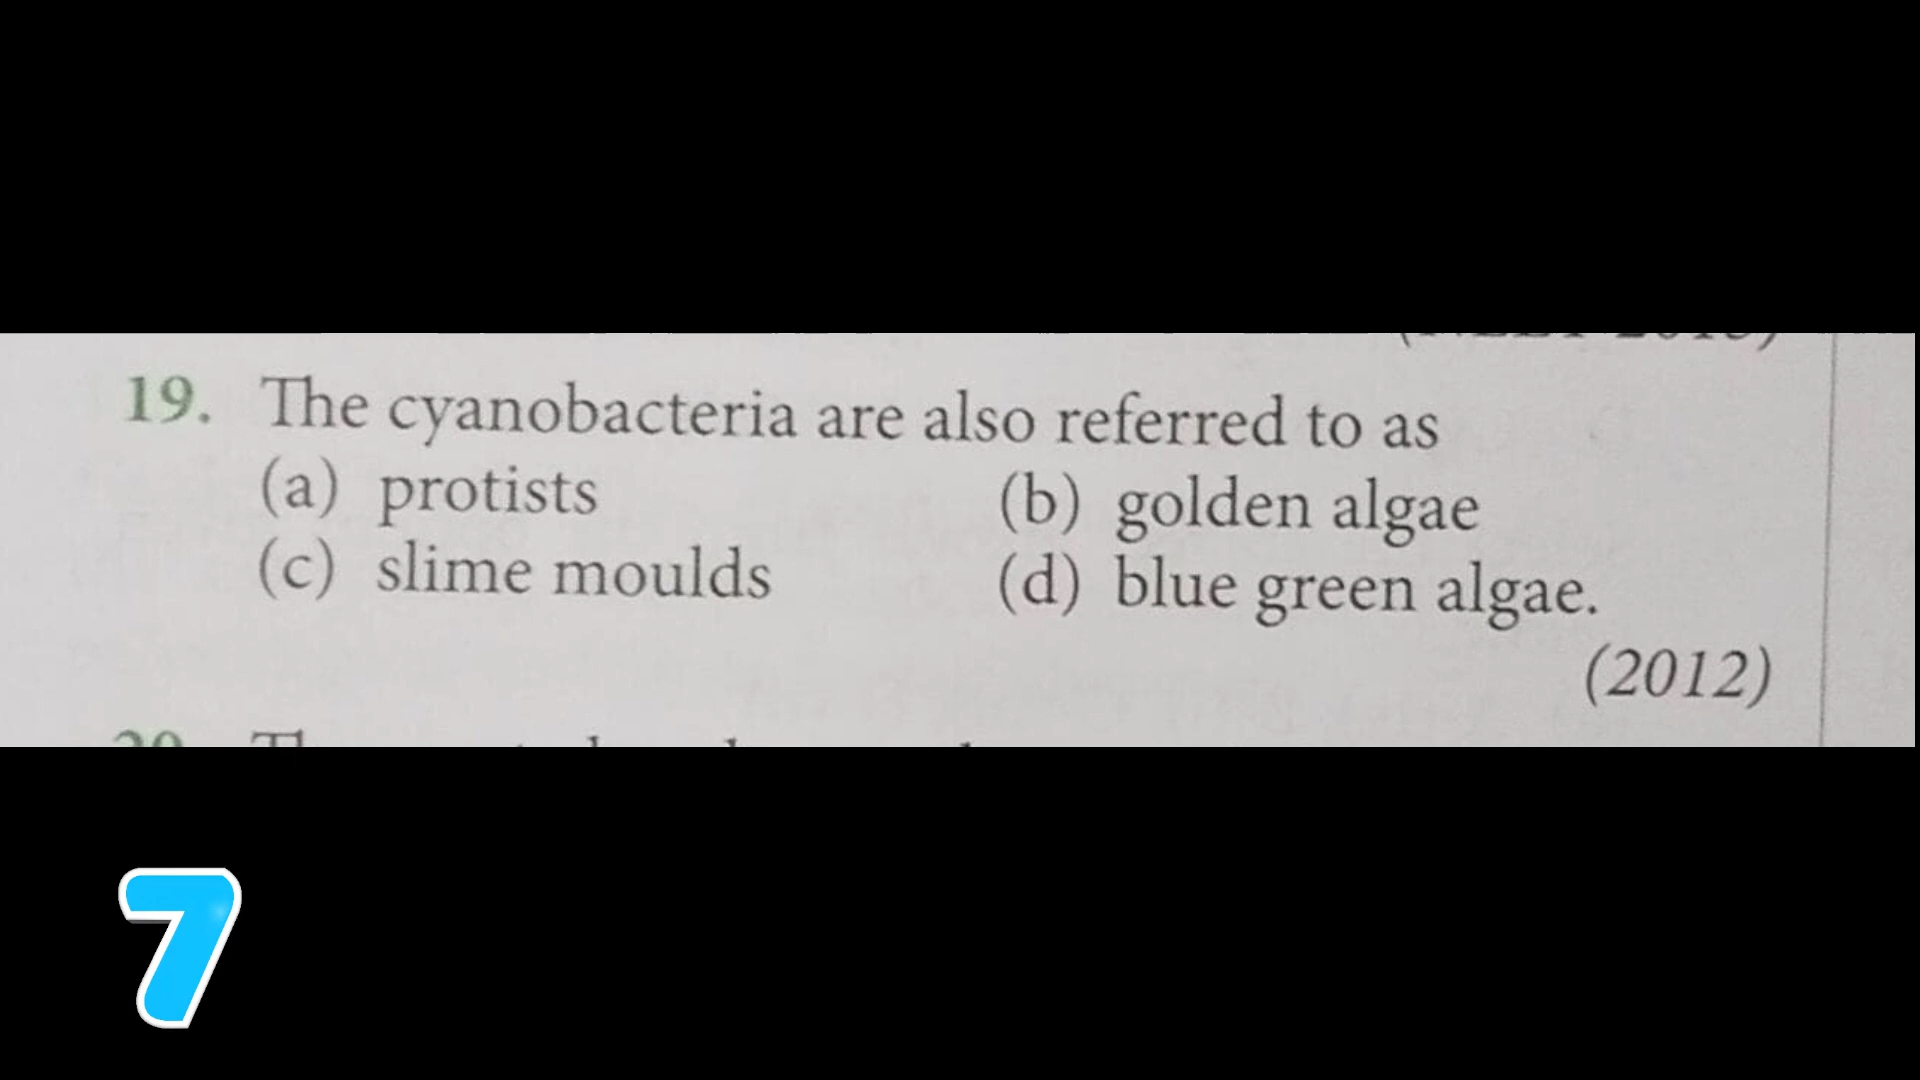 19. The cyanobacteria are also referred to as
(a) protists (b) golden algae
(c) slime moulds (d) blue green algae.
(2012)
7